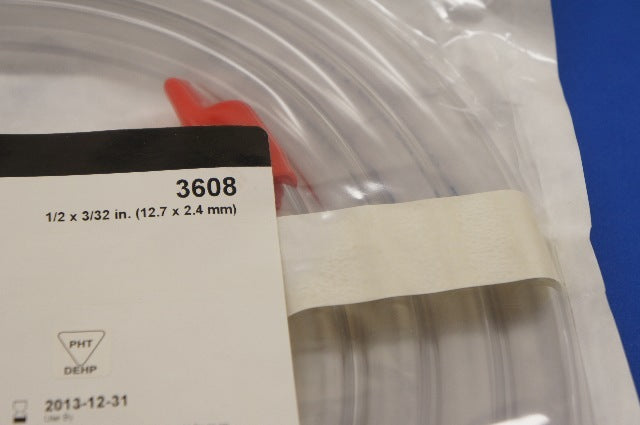 3608
1/2 x 3/32 in. (12.7 x 2.4 mm)
PHT
DEHP
2013-12-31
Use By